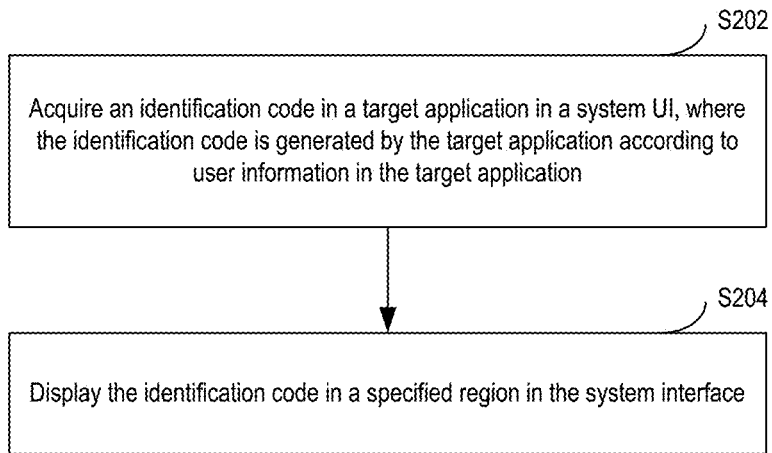 S202
Acquire an identification code in a target application in a system UI, where
the identification code is generated by the target application according to
user information in the target application
S204
Display the identification code in a specified region in the system interface